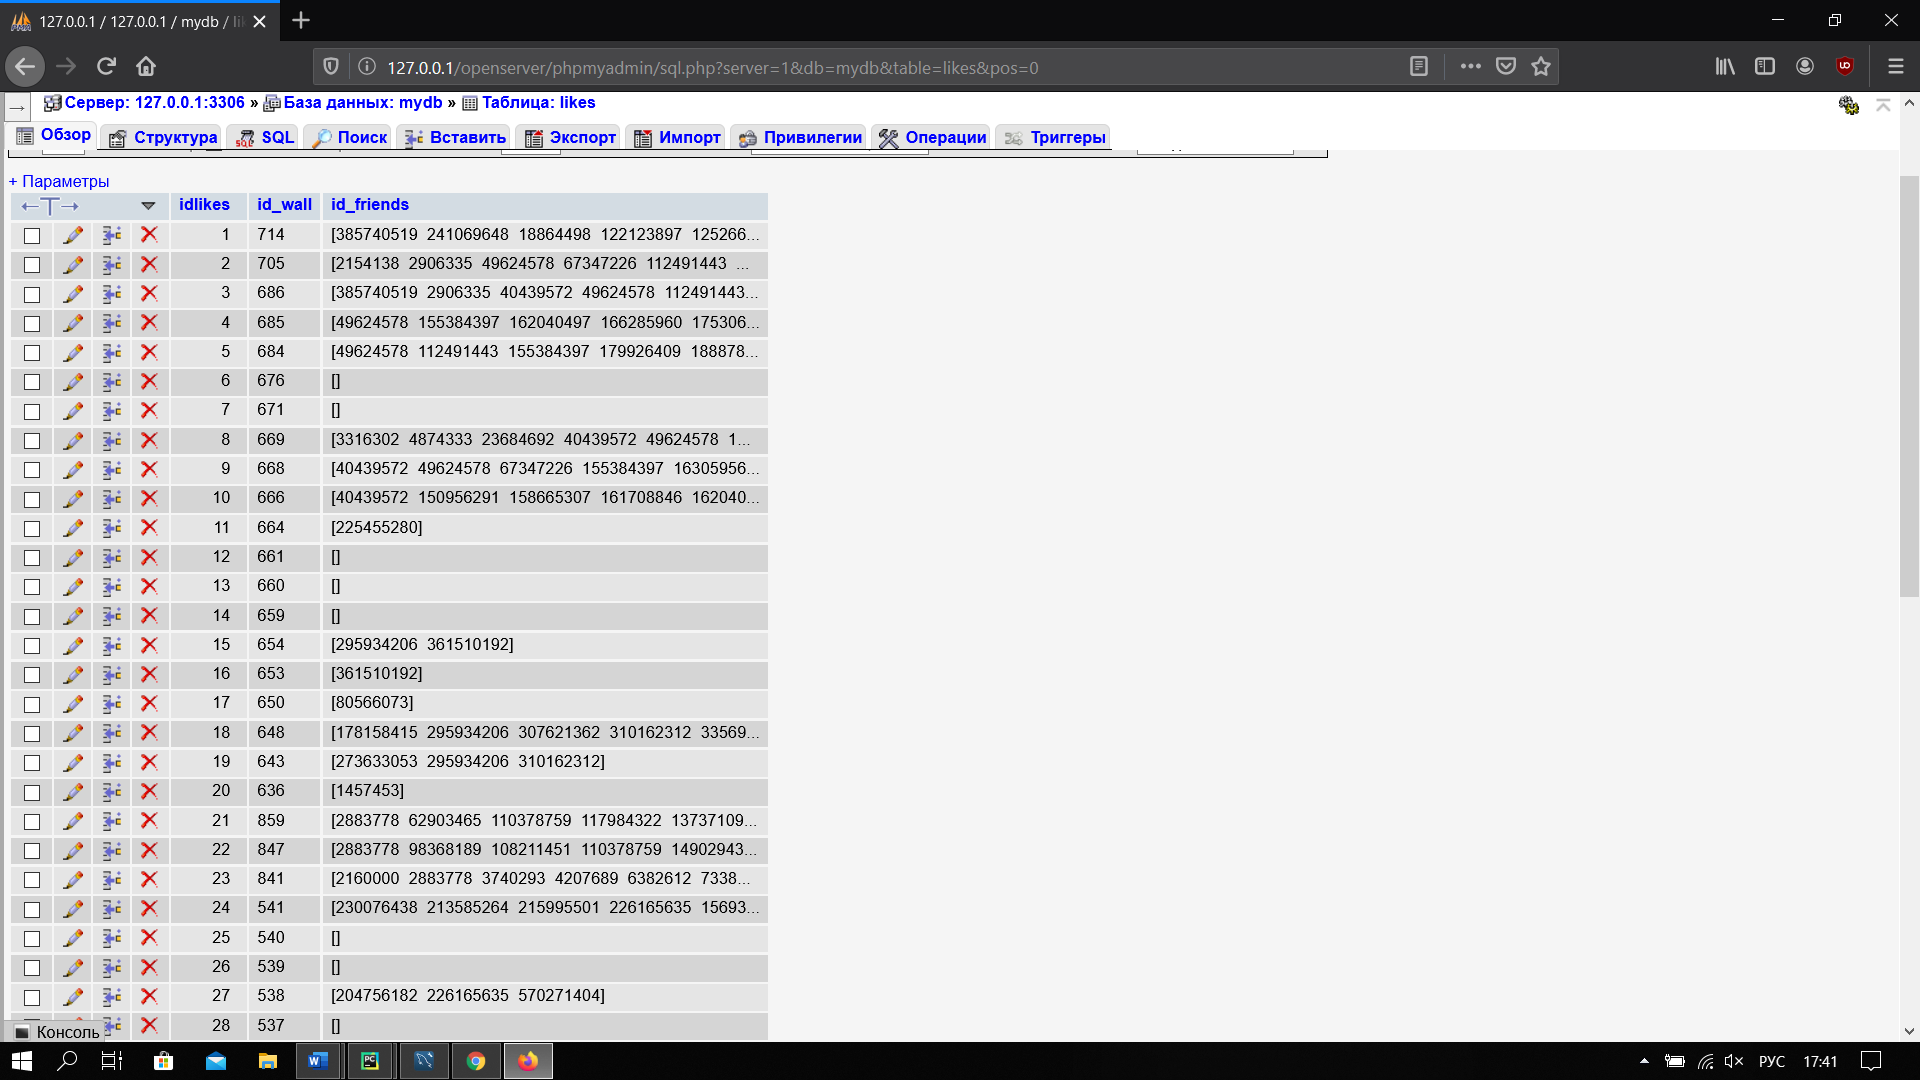 127.0.0.1 / 127.0.0.1 / mydb / li
127.0.0.1/openserver/phpmyadmin/sql.php?server=1&db=mydb&table=likes&pos=0
Сервер: 127.0.0.1:3306 » База данных: mydb » Таблица: likes
Обзор Структура SQL Поиск Вставить Экспорт Импорт Привилегии Операции Триггеры
+ Параметры
←T→ idlikes id_wall id_friends
1 714 [385740519 241069648 18864498 122123897 125266...
2 705 [2154138 2906335 49624578 67347226 112491443 ...
3 686 [385740519 2906335 40439572 49624578 112491443...
4 685 [49624578 155384397 162040497 166285960 175306...
5 684 [49624578 112491443 155384397 179926409 188878...
6 676 []
7 671 []
8 669 [3316302 4874333 23684692 40439572 49624578 1...
9 668 [40439572 49624578 67347226 155384397 16305956...
10 666 [40439572 150956291 158665307 161708846 162040...
11 664 [225455280]
12 661 []
13 660 []
14 659 []
15 654 [295934206 361510192]
16 653 [361510192]
17 650 [80566073]
18 648 [178158415 295934206 307621362 310162312 33569...
19 643 [273633053 295934206 310162312]
20 636 [1457453]
21 859 [2883778 62903465 110378759 117984322 13737109...
22 847 [2883778 98368189 108211451 110378759 14902943...
23 841 [2160000 2883778 3740293 4207689 6382612 7338...
24 541 [230076438 213585264 215995501 226165635 15693...
25 540 []
26 539 []
27 538 [204756182 226165635 570271404]
28 537 []
Консоль
РУС 17:41